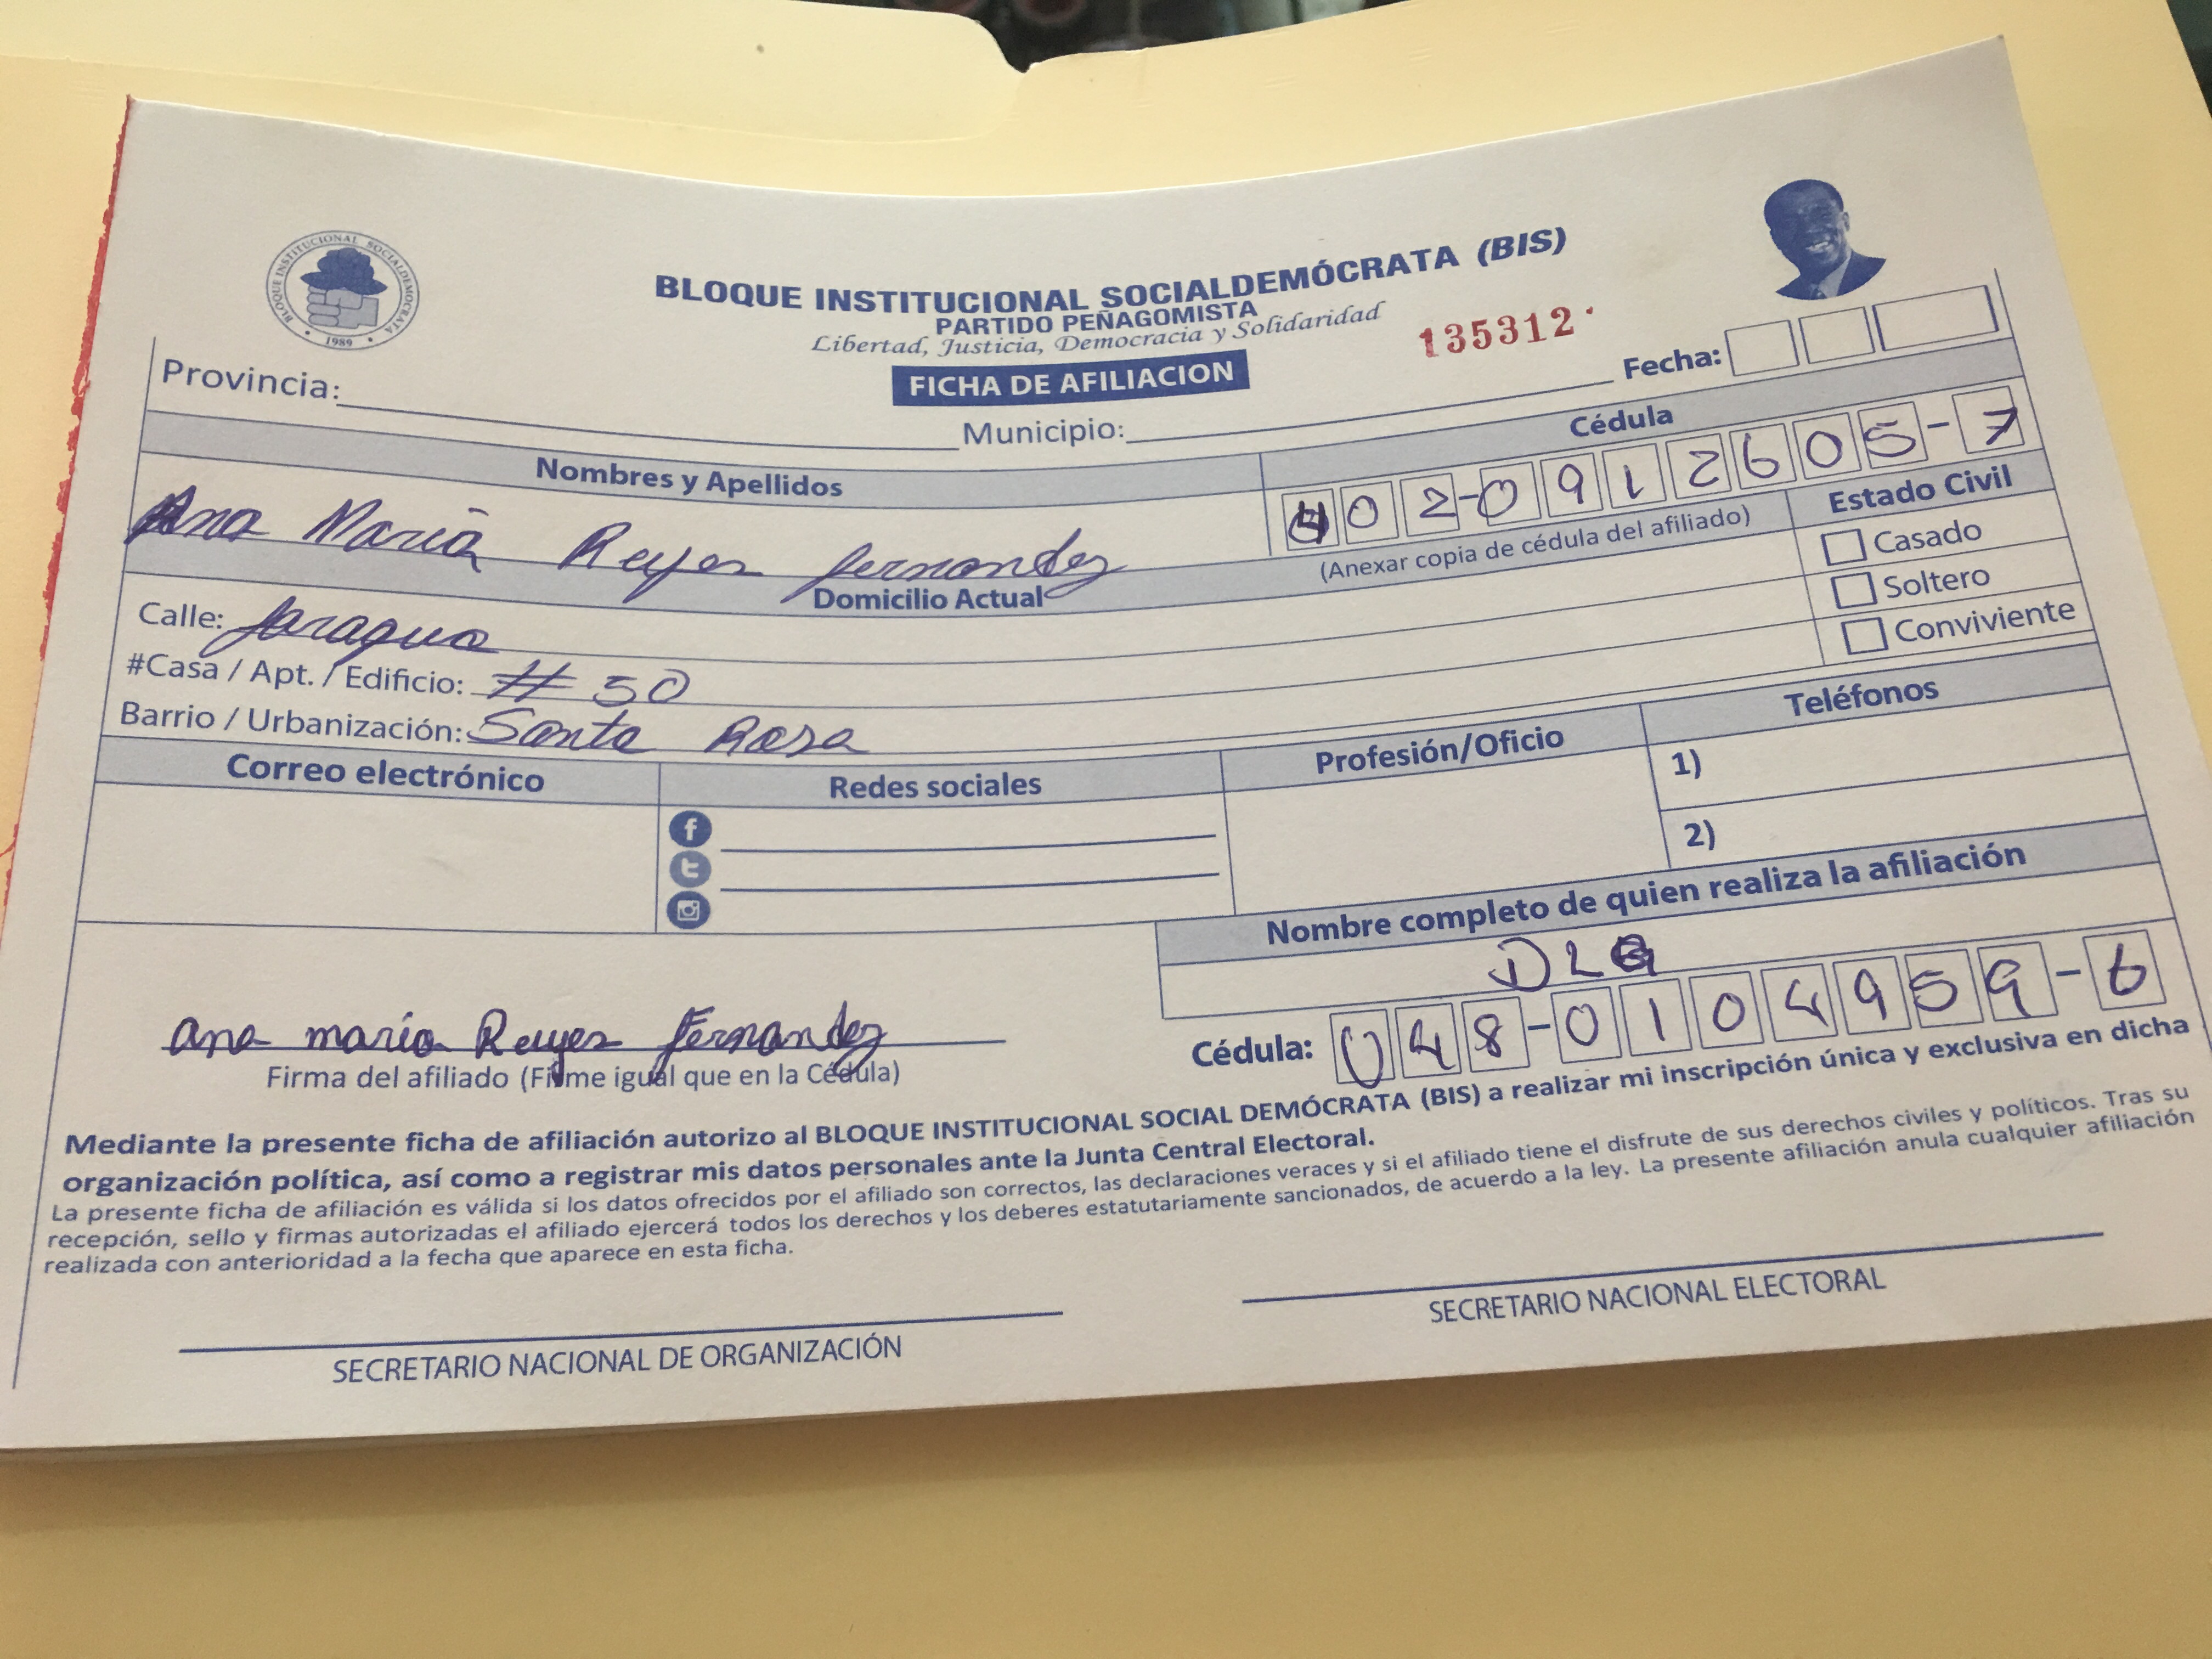 BLOQUE INSTITUCIONAL SOCIALDEMOCRATA
1989
BLOQUE INSTITUCIONAL SOCIALDEMÓCRATA (BIS)
PARTIDO PEÑAGOMISTA
Libertad, Justicia, Democracia y Solidaridad
135312
FICHA DE AFILIACION
Fecha:
Provincia: Municipio:
Nombres y Apellidos Cédula
Ana Maria Reyes fernandez 402-0912605-7
(Anexar copia de cédula del afiliado)
Estado Civil
Casado
Soltero
Conviviente
Domicilio Actual
Calle: Jaragua
#Casa / Apt. / Edificio: # 50
Barrio / Urbanización: Santa Rosa
Correo electrónico Redes sociales Profesión/Oficio Teléfonos
1)
2)
Nombre completo de quien realiza la afiliación
DLG
Cédula: 048-0104959-6
ana maria Reyes fernandez
Firma del afiliado (Firme igual que en la Cédula)
Mediante la presente ficha de afiliación autorizo al BLOQUE INSTITUCIONAL SOCIAL DEMÓCRATA (BIS) a realizar mi inscripción única y exclusiva en dicha
organización política, así como a registrar mis datos personales ante la Junta Central Electoral.
La presente ficha de afiliación es válida si los datos ofrecidos por el afiliado son correctos, las declaraciones veraces y si el afiliado tiene el disfrute de sus derechos civiles y políticos. Tras su
recepción, sello y firmas autorizadas el afiliado ejercerá todos los derechos y los deberes estatutariamente sancionados, de acuerdo a la ley. La presente afiliación anula cualquier afiliación
realizada con anterioridad a la fecha que aparece en esta ficha.
SECRETARIO NACIONAL DE ORGANIZACIÓN
SECRETARIO NACIONAL ELECTORAL